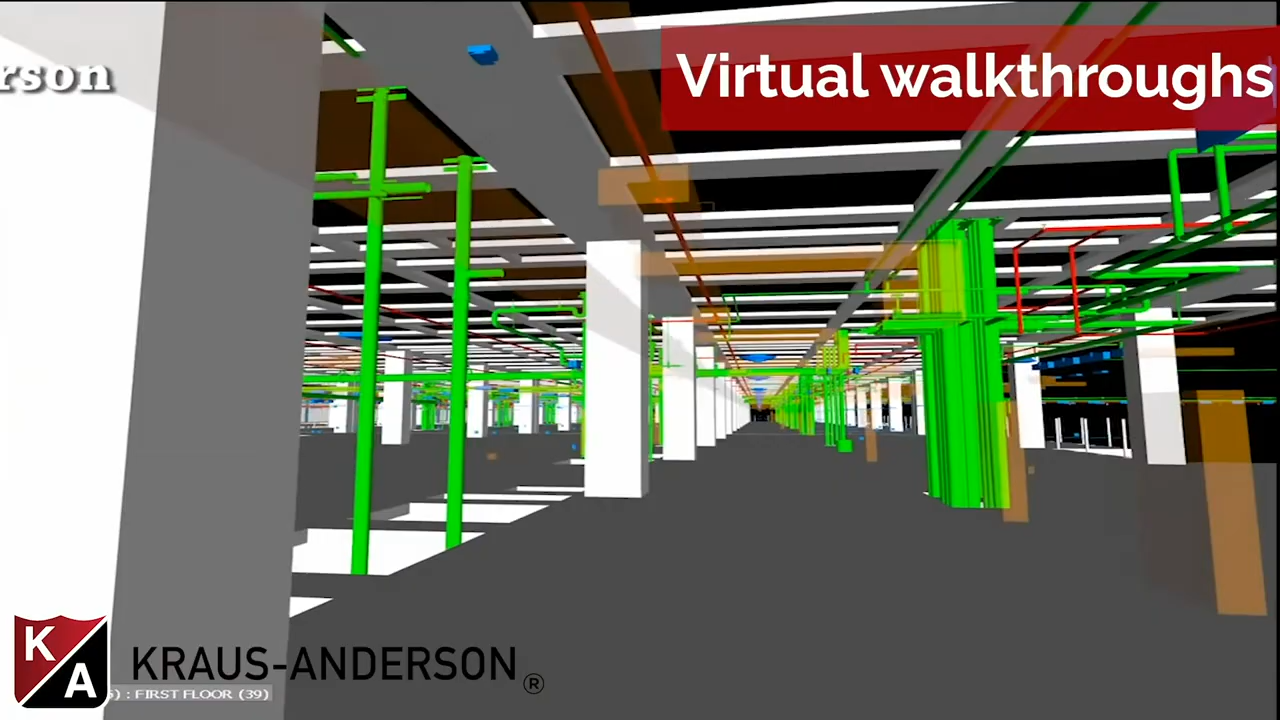 Virtual walkthroughs
rson
K
A
KRAUS-ANDERSON®
) : FIRST FLOOR (39)